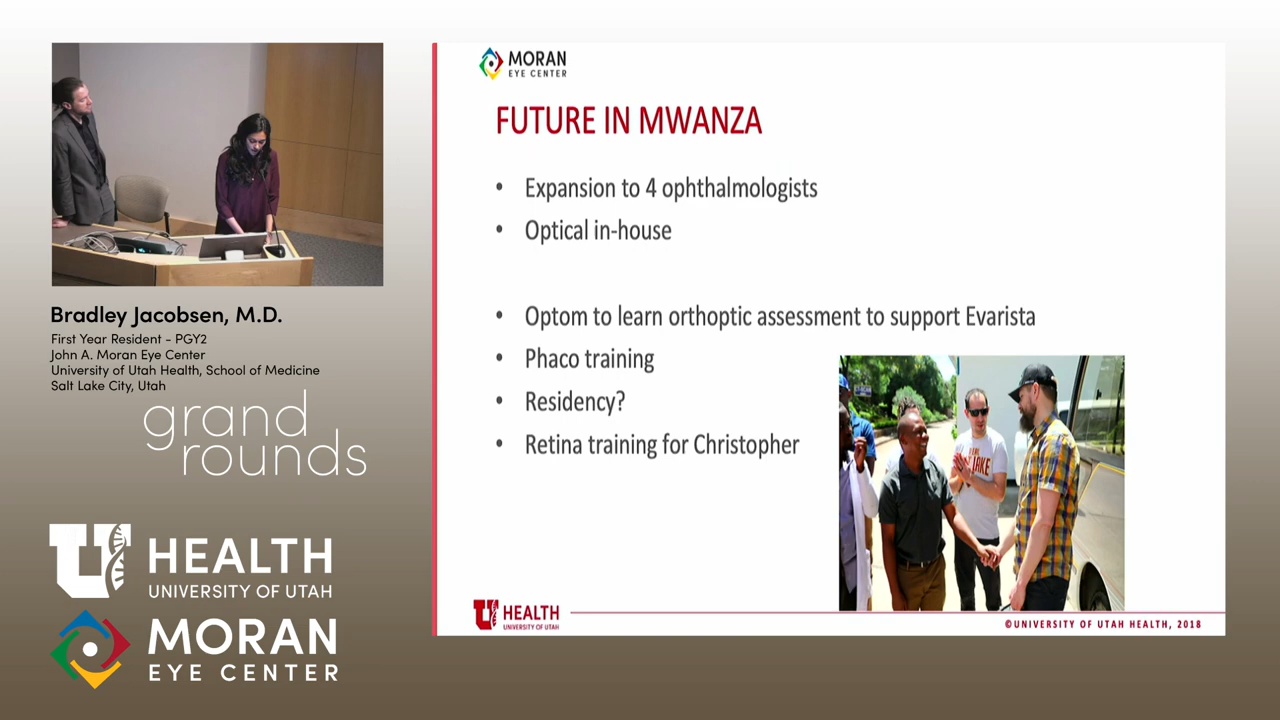 Bradley Jacobsen, M.D.
First Year Resident - PGY2
John A. Moran Eye Center
University of Utah Health, School of Medicine
Salt Lake City, Utah
grand
rounds
U HEALTH
UNIVERSITY OF UTAH
MORAN
EYE CENTER
MORAN
EYE CENTER
FUTURE IN MWANZA
• Expansion to 4 ophthalmologists
• Optical in-house
• Optom to learn orthoptic assessment to support Evarista
• Phaco training
• Residency?
• Retina training for Christopher
U HEALTH
UNIVERSITY OF UTAH
©UNIVERSITY OF UTAH HEALTH, 2018